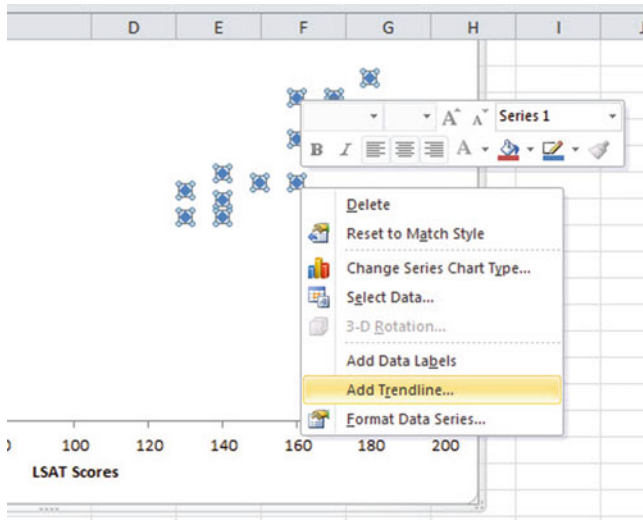 D E F G H I
A A Series 1
B I A
Delete
Reset to Match Style
Change Series Chart Type...
Select Data...
3-D Rotation...
Add Data Labels
Add Trendline...
Format Data Series...
100 120 140 160 180 200
LSAT Scores